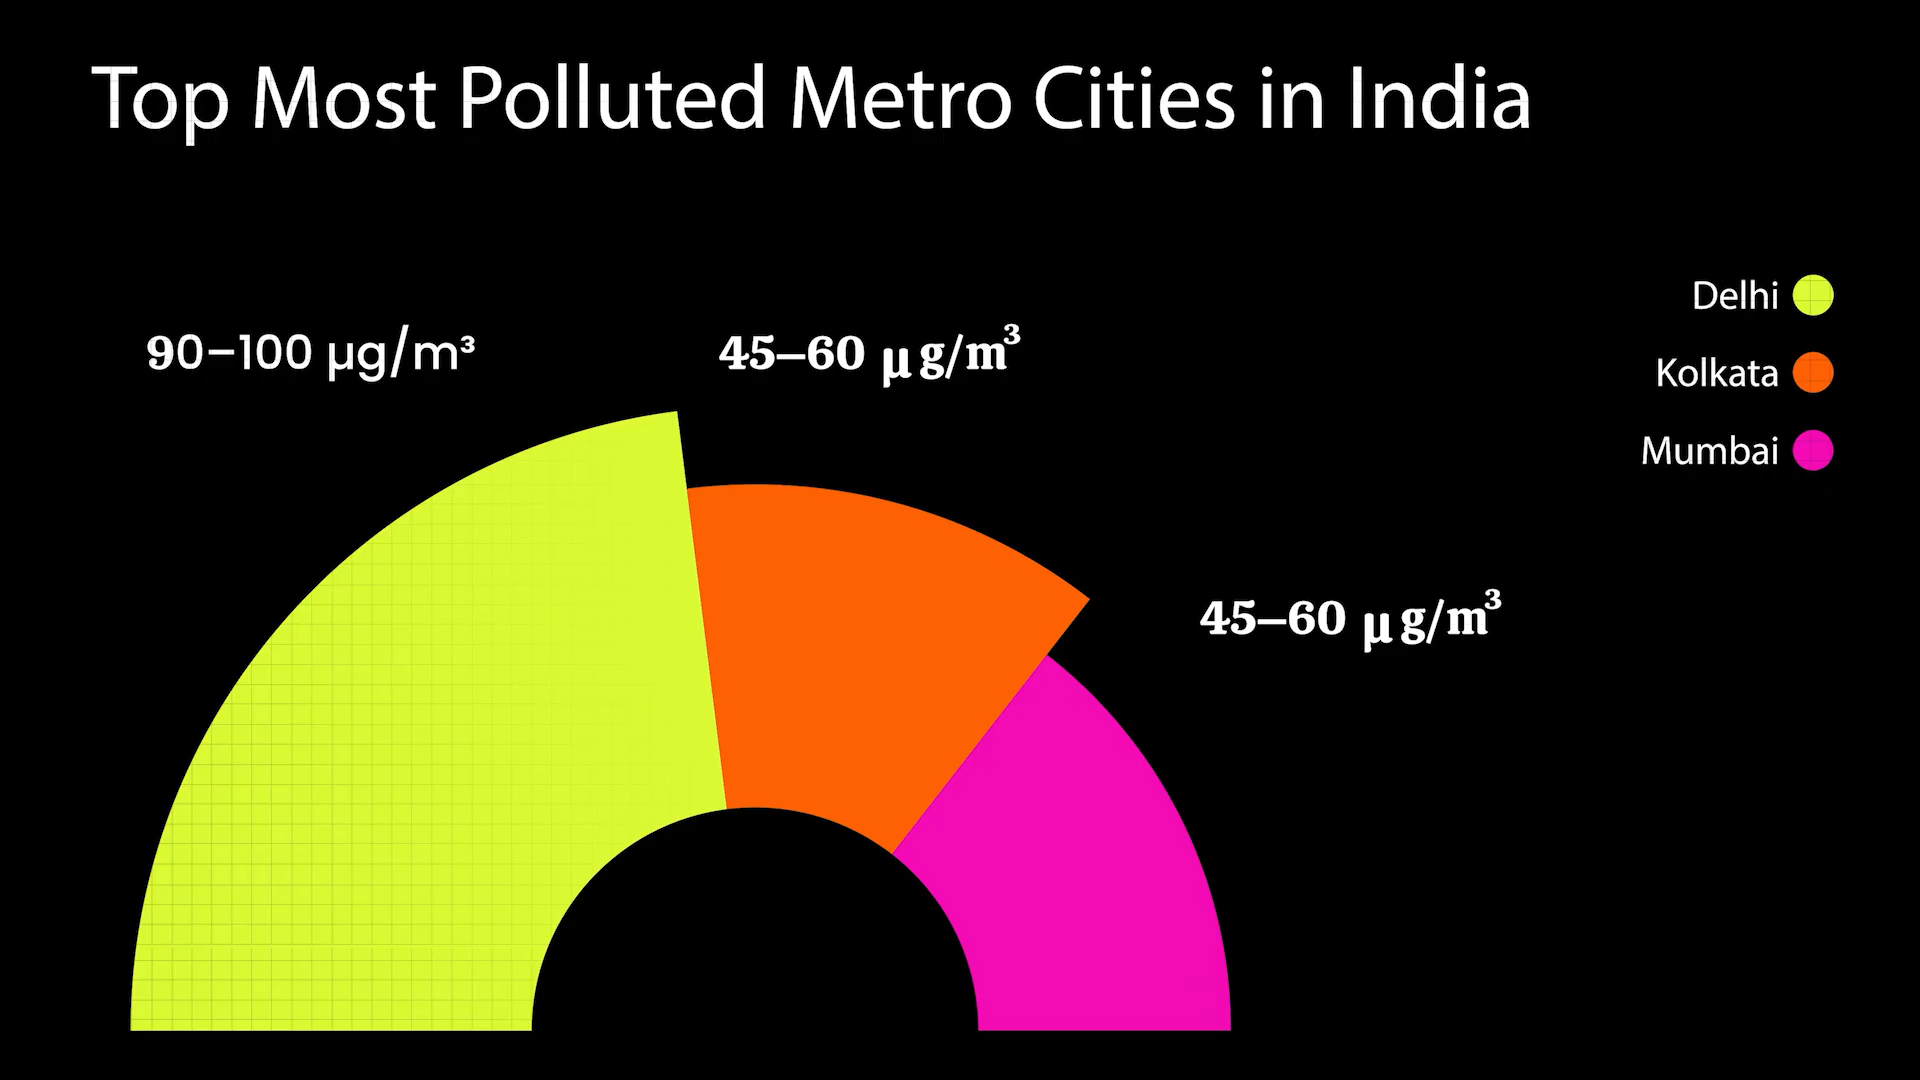 Top Most Polluted Metro Cities in India
90–100 µg/m³
45–60 µg/m³
Delhi
Kolkata
Mumbai
45–60 µg/m³